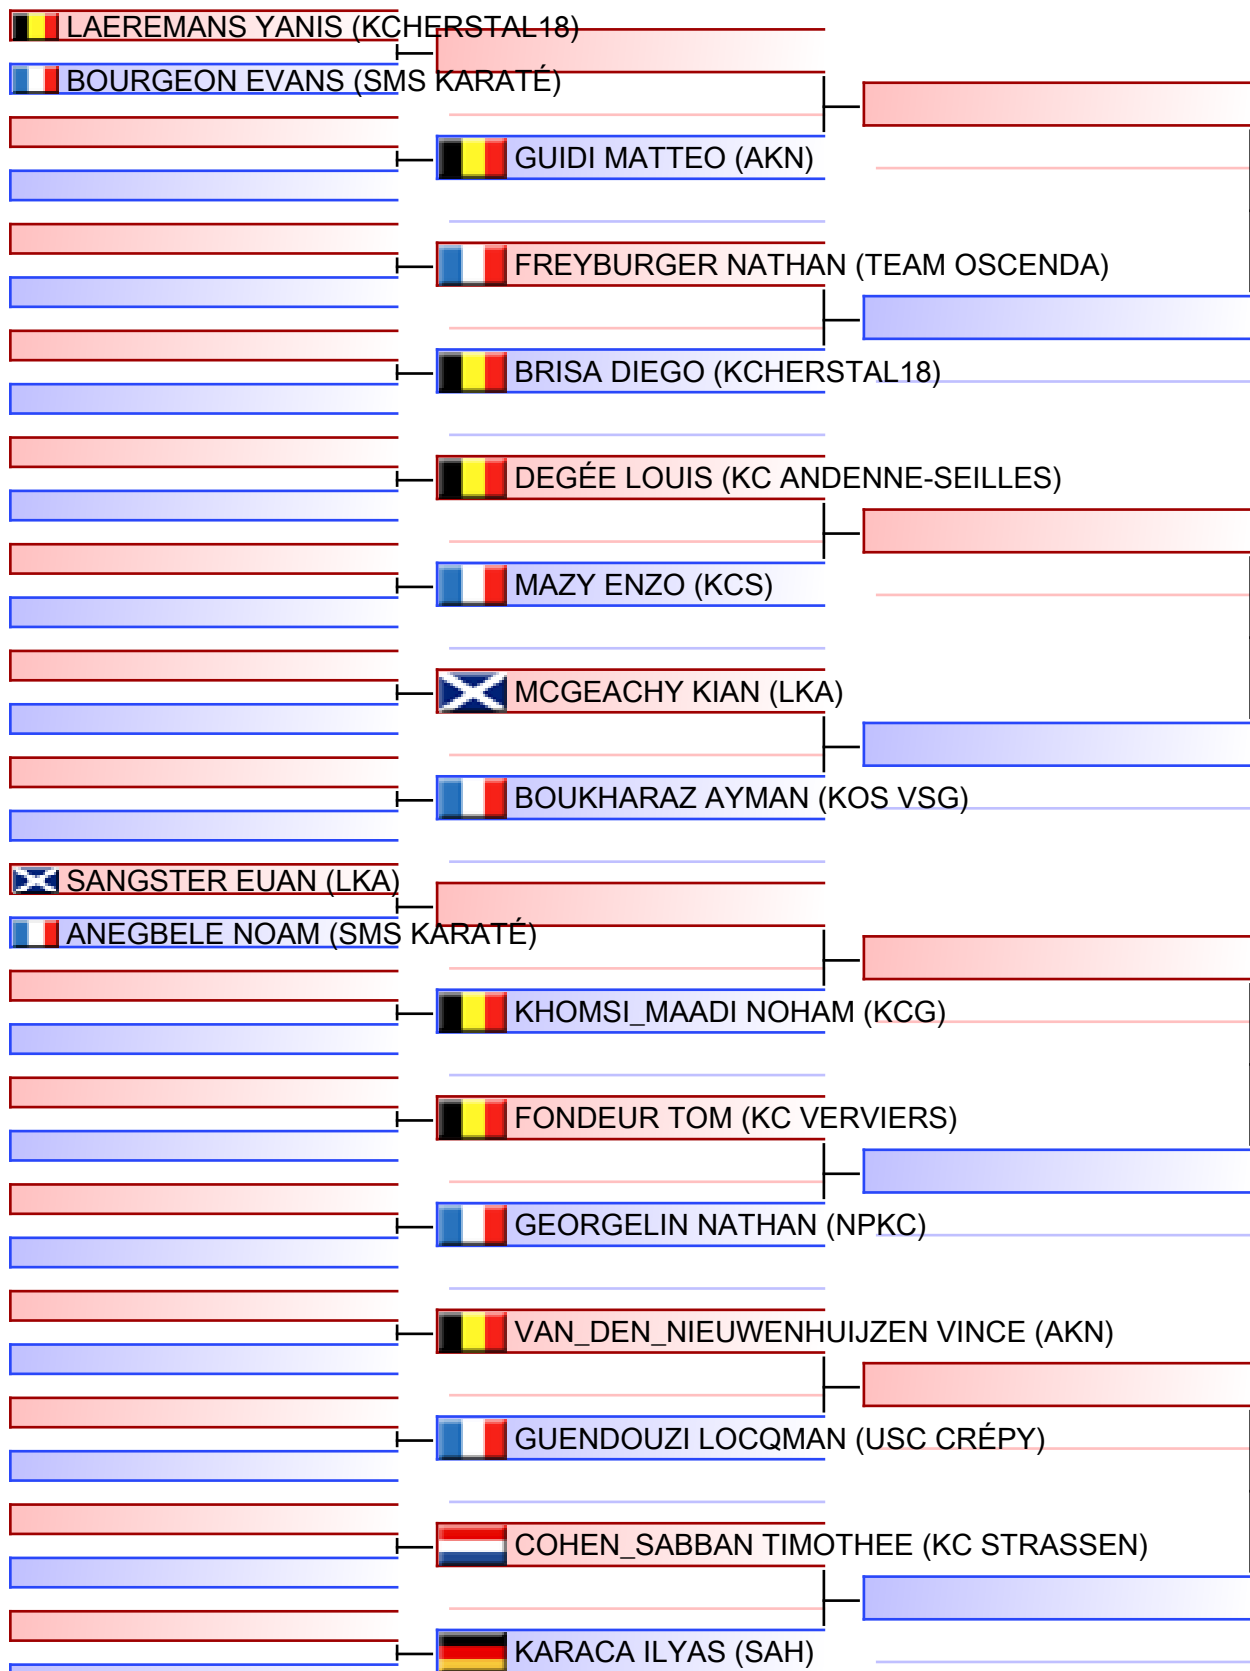 LAEREMANS YANIS (KCHERSTAL18)
BOURGEON EVANS (SMS KARATÉ)
GUIDI MATTEO (AKN)
FREYBURGER NATHAN (TEAM OSCENDA)
BRISA DIEGO (KCHERSTAL18)
DEGÉE LOUIS (KC ANDENNE-SEILLES)
MAZY ENZO (KCS)
MCGEACHY KIAN (LKA)
BOUKHARAZ AYMAN (KOS VSG)
SANGSTER EUAN (LKA)
ANEGBELE NOAM (SMS KARATÉ)
KHOMSI_MAADI NOHAM (KCG)
FONDEUR TOM (KC VERVIERS)
GEORGELIN NATHAN (NPKC)
VAN_DEN_NIEUWENHUIJZEN VINCE (AKN)
GUENDOUZI LOCQMAN (USC CRÉPY)
COHEN_SABBAN TIMOTHEE (KC STRASSEN)
KARACA ILYAS (SAH)